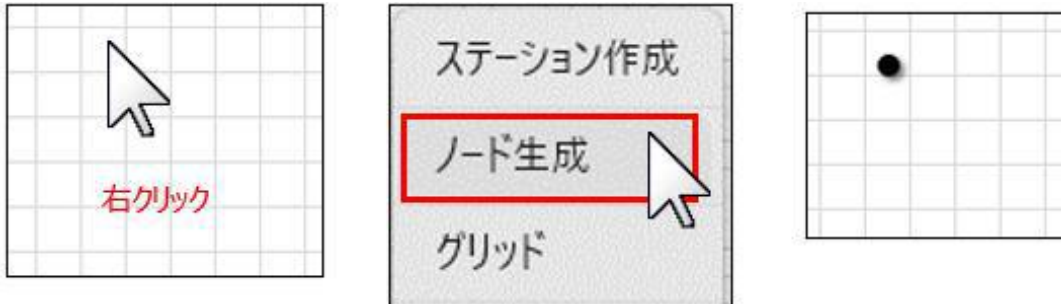 右クリック
ステーション作成
ノード生成
グリッド